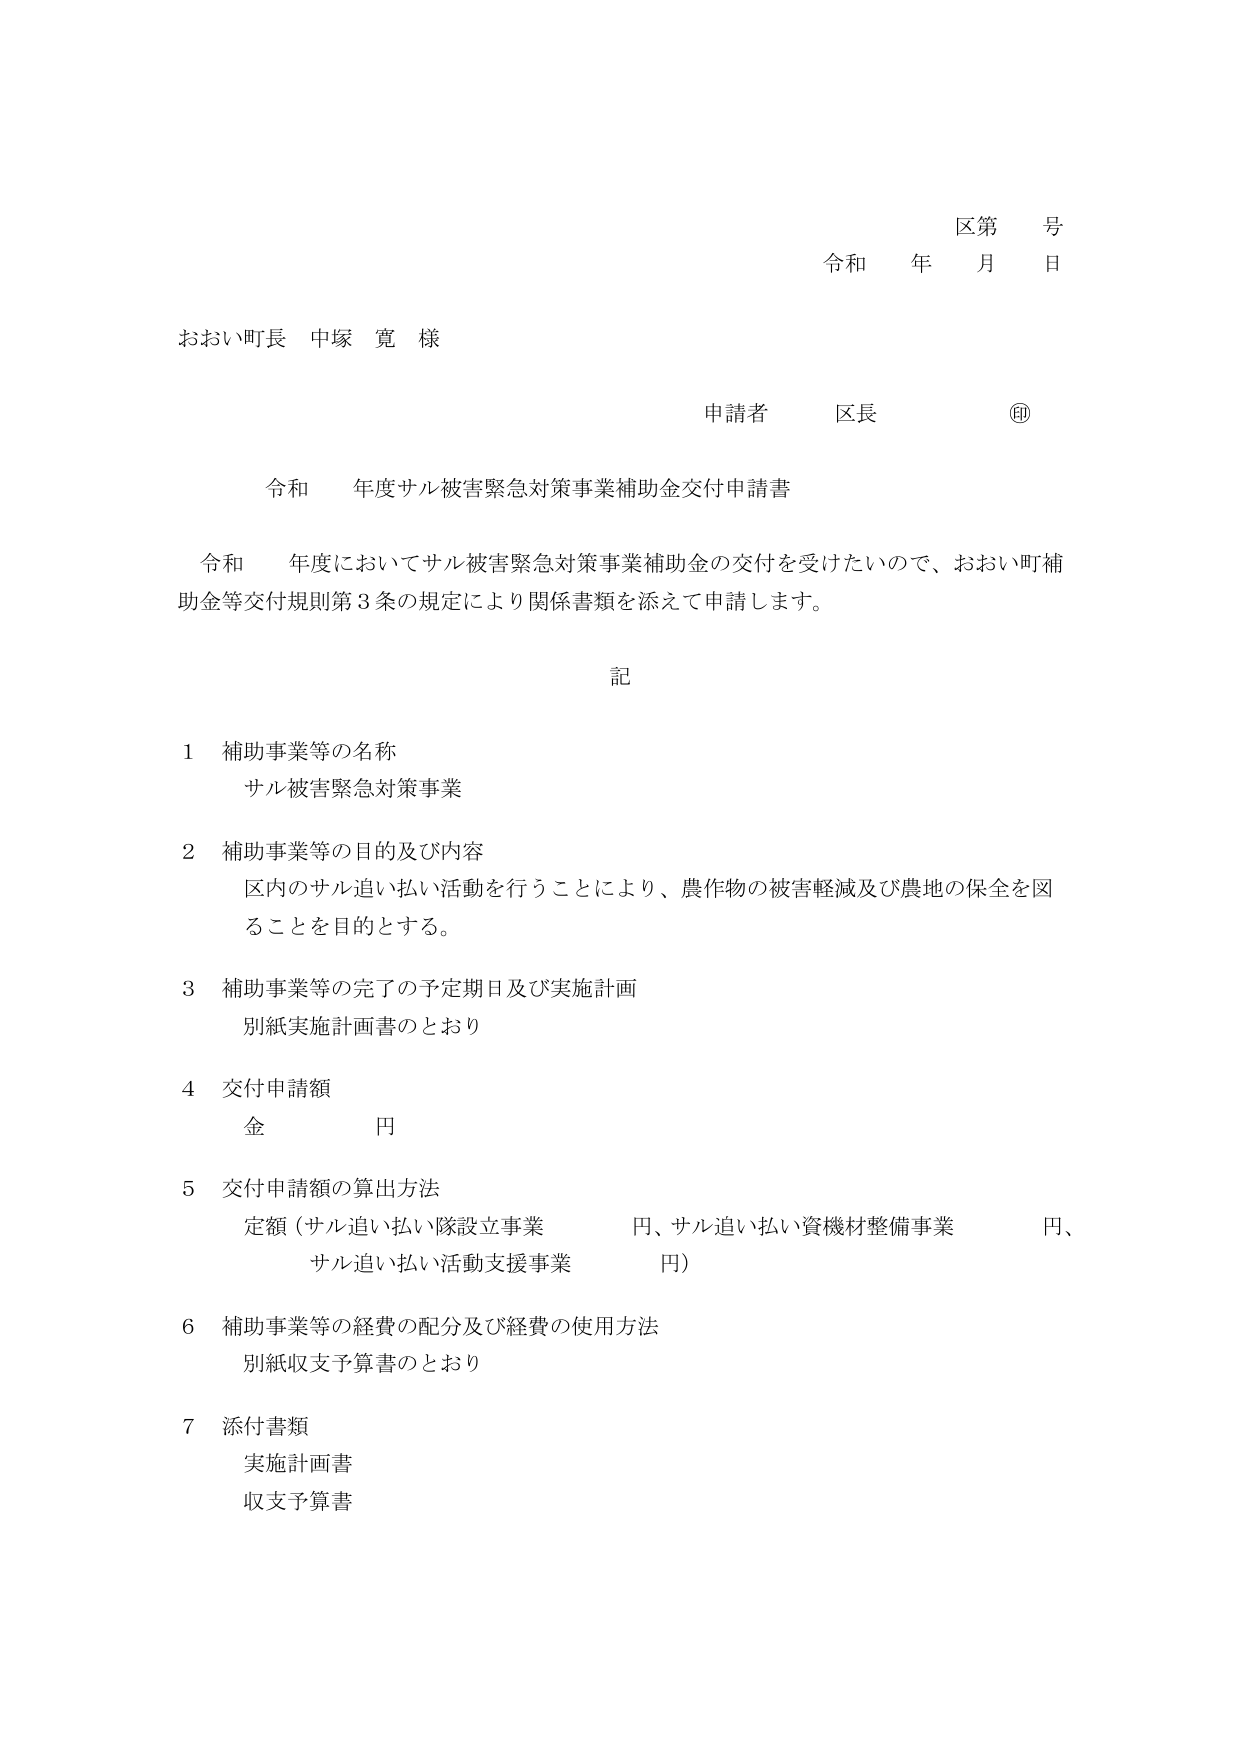 区第　　号
令和　　年　　月　　日
おおい町長　中塚　寛　様
申請者　　　区長　　　　　　㊞
令和　　年度サル被害緊急対策事業補助金交付申請書
令和　　年度においてサル被害緊急対策事業補助金の交付を受けたいので、おおい町補
助金等交付規則第３条の規定により関係書類を添えて申請します。
記
１　補助事業等の名称
サル被害緊急対策事業
２　補助事業等の目的及び内容
区内のサル追い払い活動を行うことにより、農作物の被害軽減及び農地の保全を図
ることを目的とする。
３　補助事業等の完了の予定期日及び実施計画
別紙実施計画書のとおり
４　交付申請額
金　　　　　円
５　交付申請額の算出方法
定額（サル追い払い隊設立事業　　　　円、サル追い払い資機材整備事業　　　　円、
サル追い払い活動支援事業　　　　円）
６　補助事業等の経費の配分及び経費の使用方法
別紙収支予算書のとおり
７　添付書類
実施計画書
収支予算書